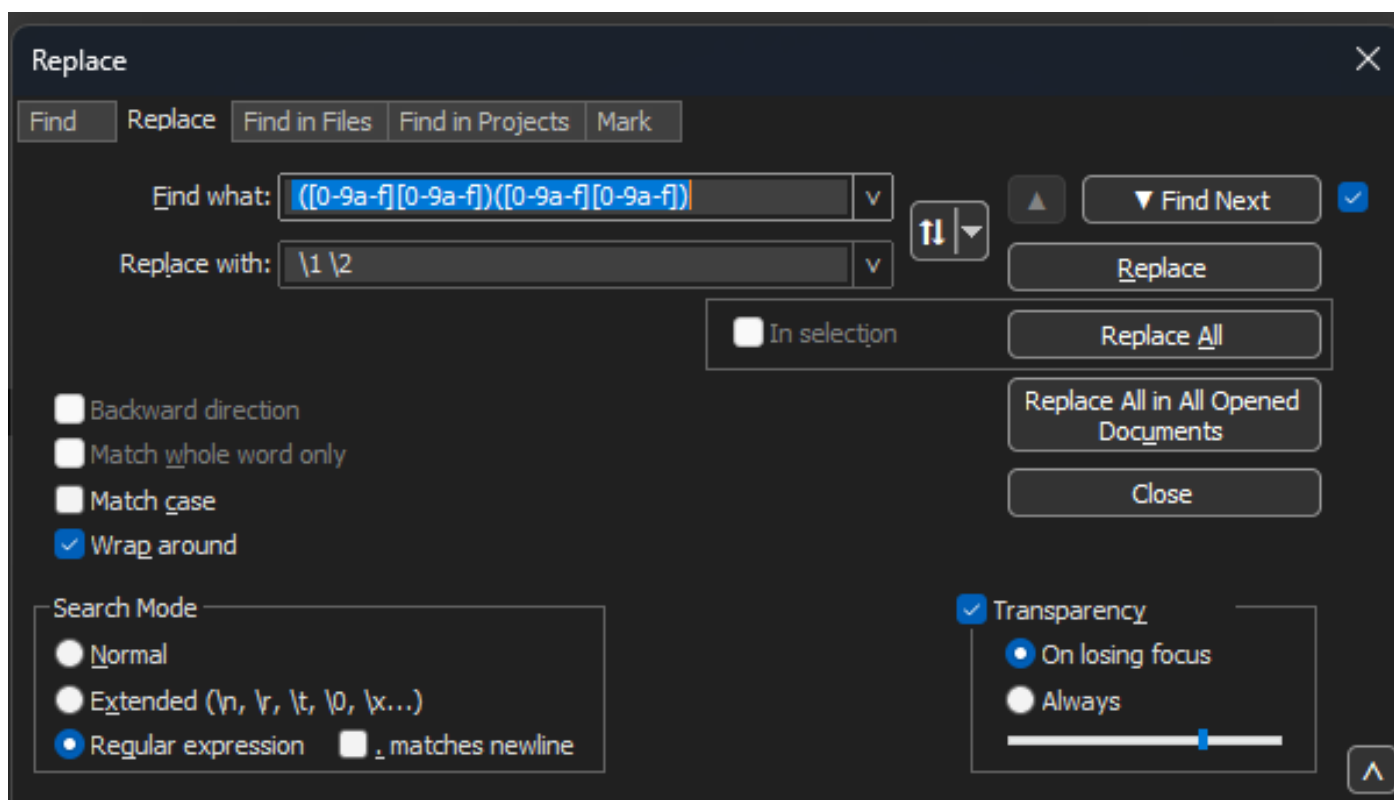 Replace
Find Replace Find in Files Find in Projects Mark
Find what: ([0-9a-f][0-9a-f])([0-9a-f][0-9a-f]) ▼ Find Next
Replace with: \1 \2 Replace
In selection Replace All
Backward direction
Replace All in All Opened
Documents
Match whole word only
Match case
Close
Wrap around
Search Mode
Normal
Extended (\n, \r, \t, \0, \x...)
Regular expression . matches newline
Transparency
On losing focus
Always